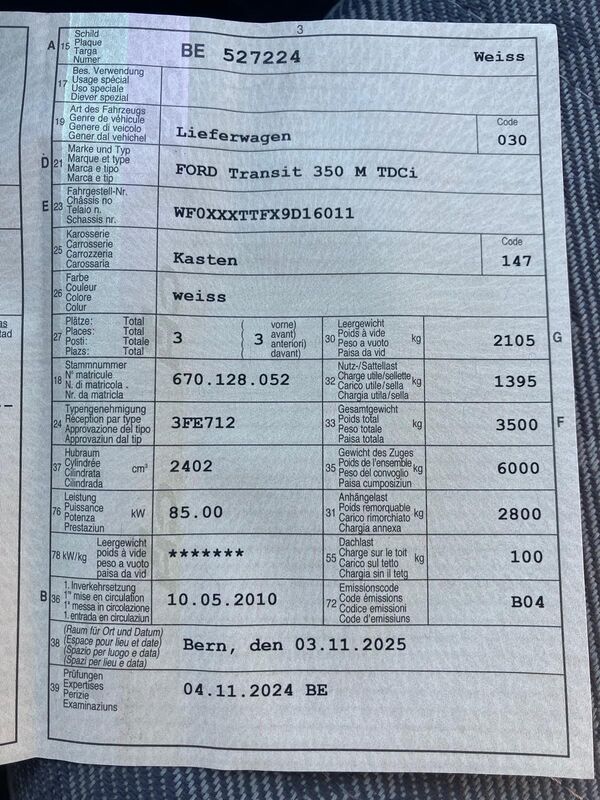 3
A 15 Schild
Plaque
Targa
Numer
BE 527224 Weiss
17 Bes. Verwendung
Usage spécial
Uso speciale
Diever spezial
19 Art des Fahrzeugs
Genre de véhicule
Genere di veicolo
Gener dal vehichel
Lieferwagen
Code
030
D 21 Marke und Typ
Marque et type
Marca e tipo
Marca e tip
FORD Transit 350 M TDCi
E 23 Fahrgestell-Nr.
Châssis no
Telaio n.
Schassis nr.
WF0XXXTTFX9D16011
25 Karosserie
Carrosserie
Carrozzeria
Carossaria
Kasten
Code
147
26 Farbe
Couleur
Colore
Colur
weiss
27 Plätze: Total
Places: Total
Posti: Totale
Plazs: Total
3
( vorne)
( 3 avant)
( anteriori)
( davant)
30 Leergewicht
Poids à vide
Peso a vuoto
Paisa da vid
kg
2105
G
18 Stammnummer
N° matricule
N. di matricola
Nr. da matricla
670.128.052
32 Nutz-/Sattellast
Charge utile/sellette
Carico utile/sella
Chargia utila/sella
kg
1395
24 Typengenehmigung
Réception par type
Approvazione del tipo
Approvaziun dal tip
3FE712
33 Gesamtgewicht
Poids total
Peso totale
Paisa totala
kg
3500
F
37 Hubraum
Cylindrée
Cilindrata
Cilindrada
cm³
2402
35 Gewicht des Zuges
Poids de l'ensemble
Peso del convoglio
Paisa cumposiziun
kg
6000
76 Leistung
Puissance
Potenza
Prestaziun
kW
85.00
31 Anhängelast
Poids remorquable
Carico rimorchiato
Chargia annexa
kg
2800
78 kW/kg Leergewicht
poids à vide
peso a vuoto
paisa da vid
*******
55 Dachlast
Charge sur le toit
Carico sul tetto
Chargia sin il tetg
kg
100
B 36 1. Inverkehrsetzung
1re mise en circulation
1a messa in circolazione
1. entrada en circulaziun
10.05.2010
72 Emissionscode
Code émissions
Codice emissioni
Code d'emissiuns
B04
38 (Raum für Ort und Datum)
(Espace pour lieu et date)
(Spazio per luogo e data)
(Spazi per lieu e data)
Bern, den 03.11.2025
39 Prüfungen
Expertises
Perizie
Examinaziuns
04.11.2024 BE